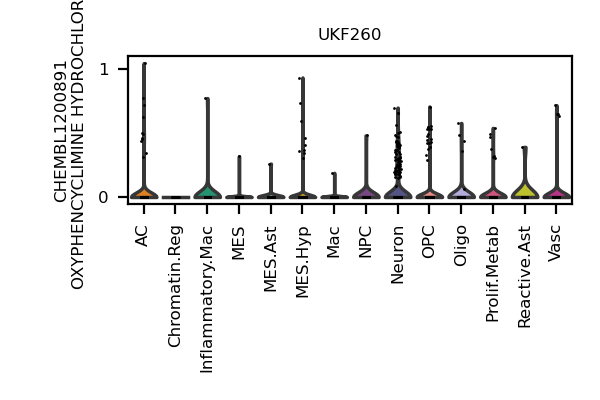 UKF260
CHEMBL1200891
OXYPHENCYCLIMINE HYDROCHLOR
1
0
AC
Chromatin.Reg
Inflammatory.Mac
MES
MES.Ast
MES.Hyp
Mac
NPC
Neuron
OPC
Oligo
Prolif.Metab
Reactive.Ast
Vasc